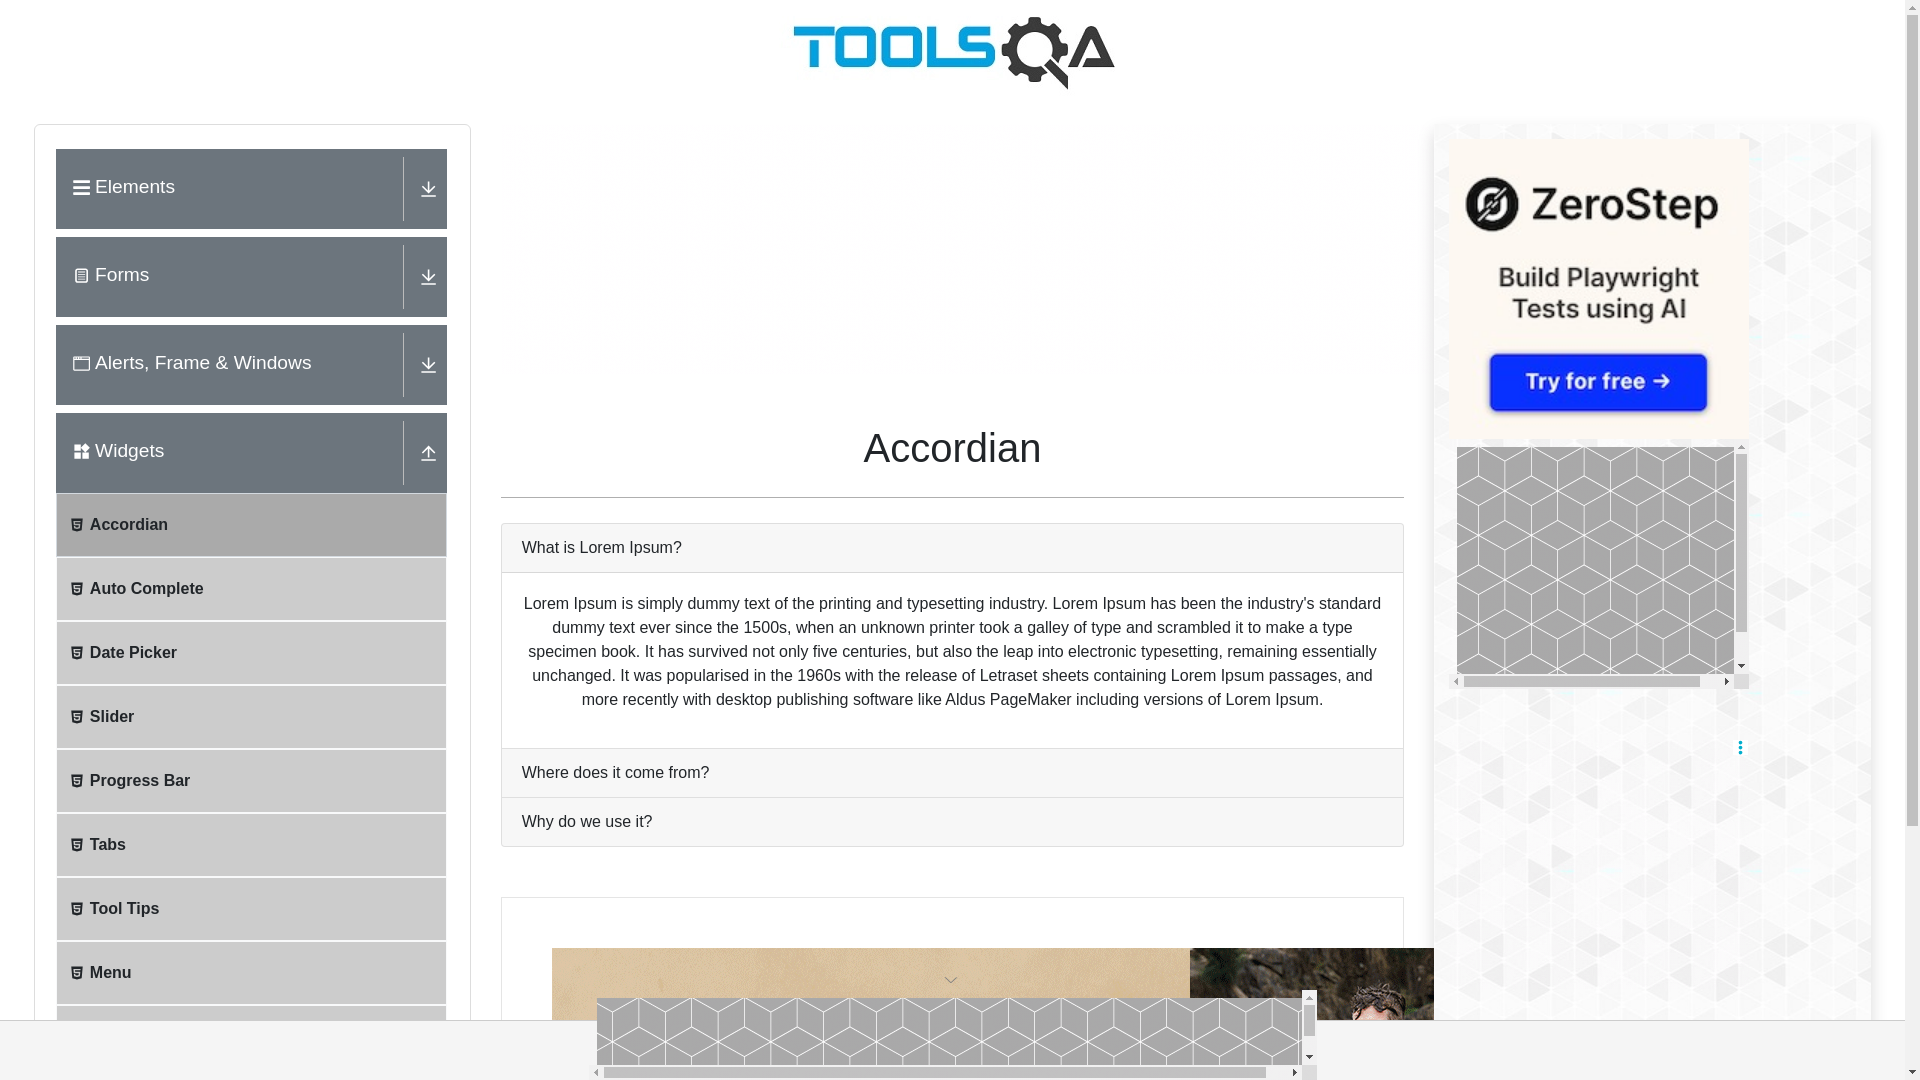 TOOLSQA
Elements
Forms
Alerts, Frame & Windows
Widgets
Accordian
Auto Complete
Date Picker
Slider
Progress Bar
Tabs
Tool Tips
Menu
Accordian
What is Lorem Ipsum?
Lorem Ipsum is simply dummy text of the printing and typesetting industry. Lorem Ipsum has been the industry's standard
dummy text ever since the 1500s, when an unknown printer took a galley of type and scrambled it to make a type
specimen book. It has survived not only five centuries, but also the leap into electronic typesetting, remaining essentially
unchanged. It was popularised in the 1960s with the release of Letraset sheets containing Lorem Ipsum passages, and
more recently with desktop publishing software like Aldus PageMaker including versions of Lorem Ipsum.
Where does it come from?
Why do we use it?
ZeroStep
Build Playwright
Tests using AI
Try for free →